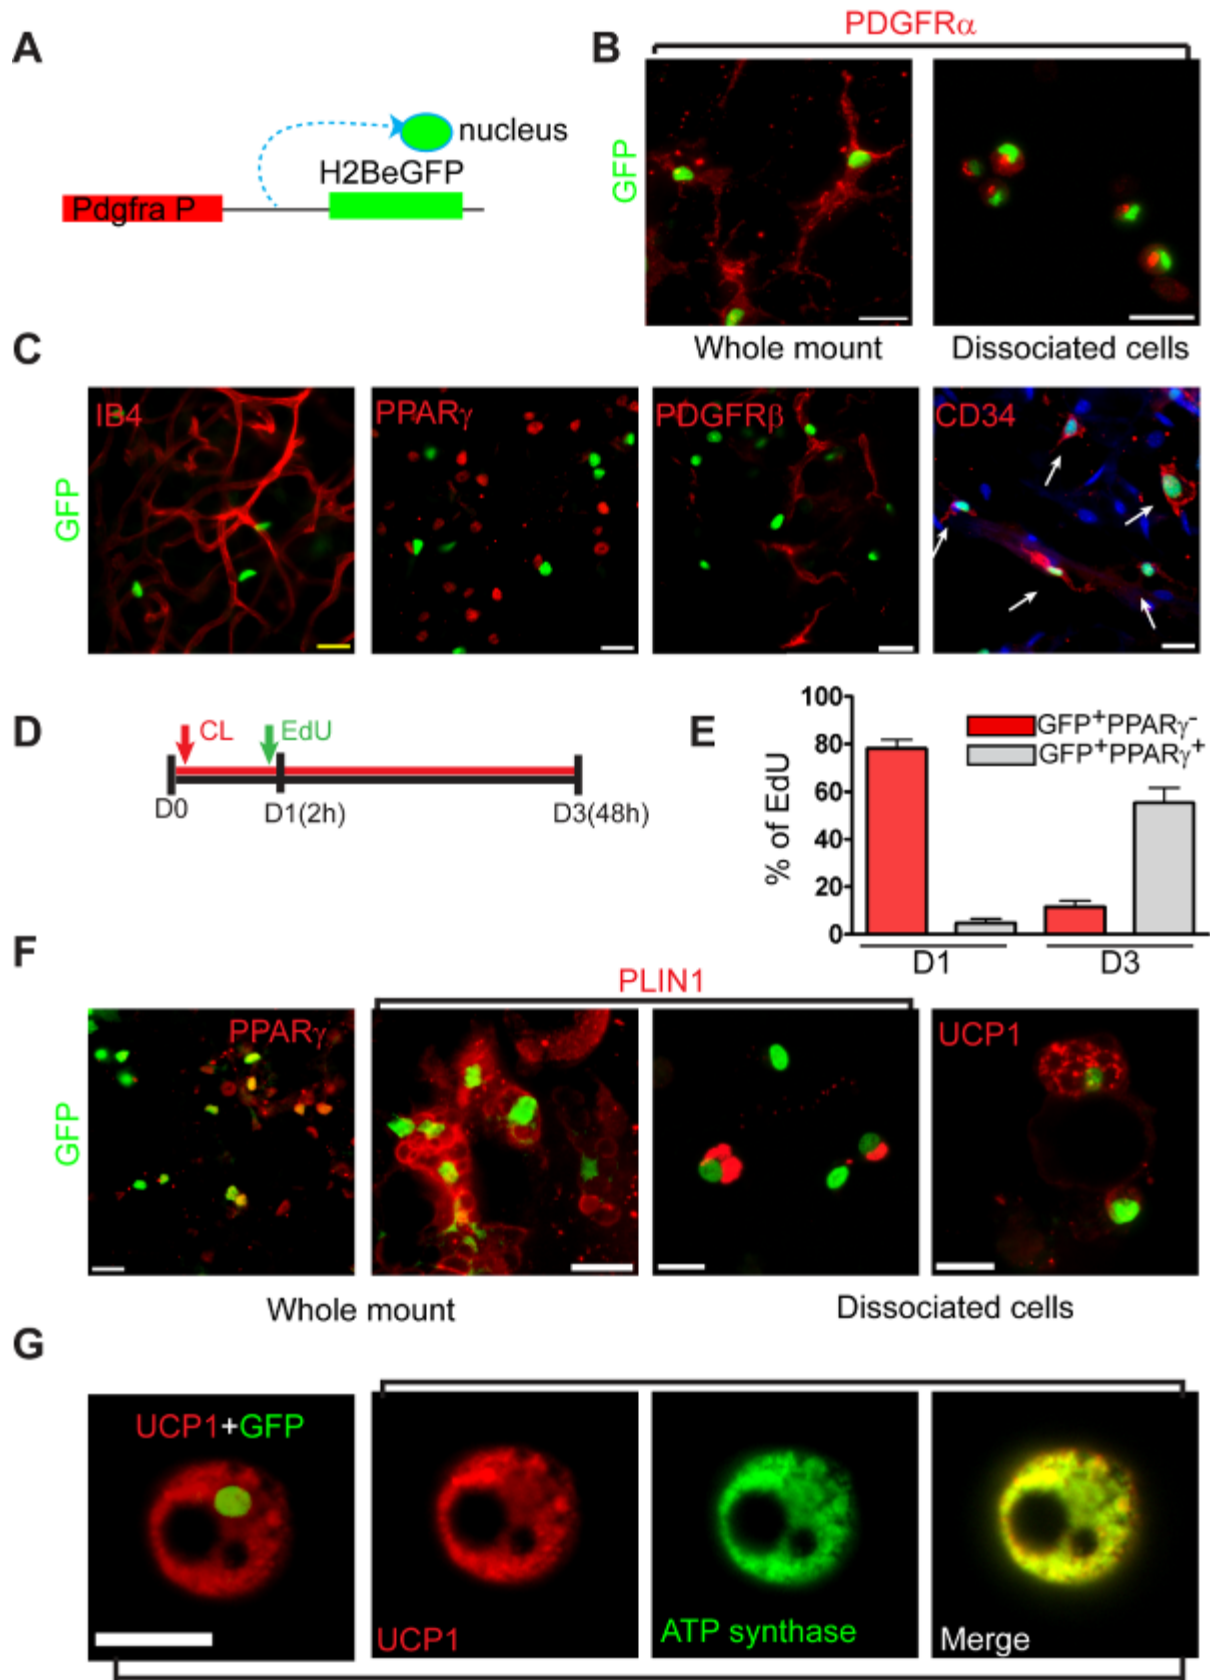 A
nucleus
H2BeGFP
Pdgfra P
B
PDGFRα
GFP
Whole mount
Dissociated cells
C
GFP
IB4
PPARγ
PDGFRβ
CD34
D
CL
EdU
D0
D1(2h)
D3(48h)
E
% of EdU
100
80
60
40
20
0
GFP⁺PPARγ⁻
GFP⁺PPARγ⁺
D1
D3
F
PLIN1
GFP
PPARγ
UCP1
Whole mount
Dissociated cells
G
UCP1+GFP
UCP1
ATP synthase
Merge